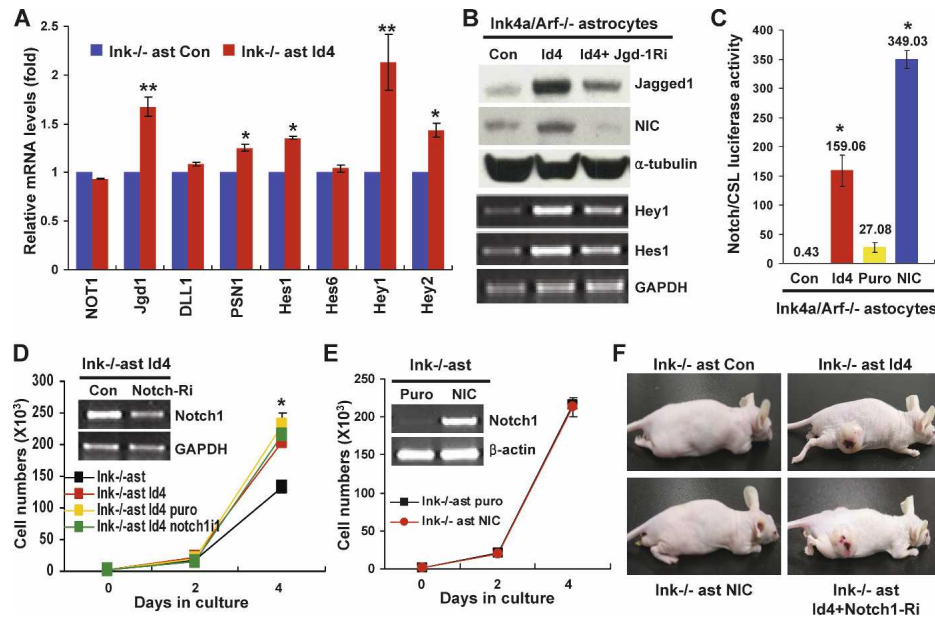 A
Relative mRNA levels (fold)
2.5
2.0
1.5
1
0.5
0
Ink-/- ast Con
Ink-/- ast Id4
**
*
*
**
*
NOT1
Jgd1
DLL1
PSN1
Hes1
Hes6
Hey1
Hey2
B
Ink4a/Arf-/- astrocytes
Con Id4 Id4+ Jgd-1Ri
Jagged1
NIC
α-tubulin
Hey1
Hes1
GAPDH
C
Notch/CSL luciferase activity
400
350
300
250
200
150
100
50
0
0.43
*
159.06
27.08
*
349.03
Con Id4 Puro NIC
Ink4a/Arf-/- astocytes
D
Ink-/-ast Id4
Con Notch-Ri
Notch1
GAPDH
Cell numbers (X10³)
300
250
200
150
100
50
0
*
Ink-/-ast
Ink-/-ast Id4
Ink-/-ast Id4 puro
Ink-/-ast Id4 notch1i1
0 2 4
Days in culture
E
Ink-/-ast
Puro NIC
Notch1
β-actin
Cell numbers (X10³)
250
200
150
100
50
0
Ink-/-ast puro
Ink-/- ast NIC
0 2 4
Days in culture
F
Ink-/- ast Con
Ink-/- ast Id4
Ink-/- ast NIC
Ink-/- ast
Id4+Notch1-Ri